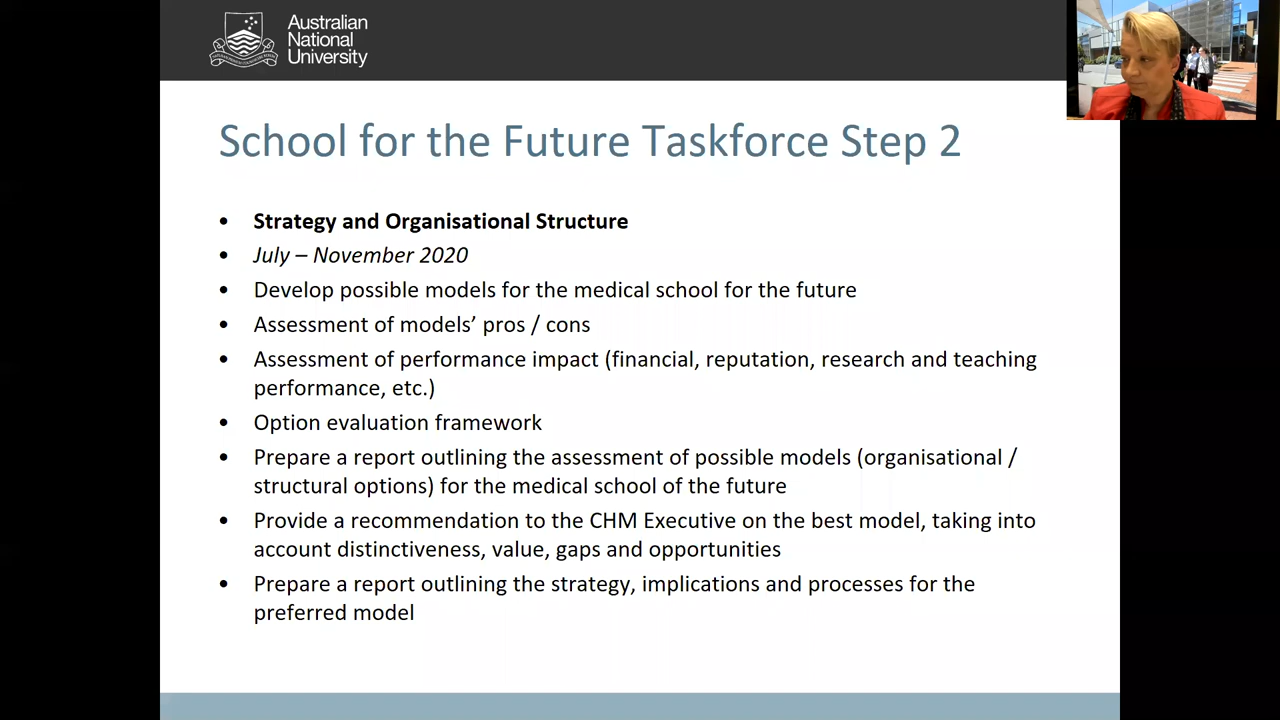 Australian
National
University
School for the Future Taskforce Step 2
• Strategy and Organisational Structure
• July – November 2020
• Develop possible models for the medical school for the future
• Assessment of models’ pros / cons
• Assessment of performance impact (financial, reputation, research and teaching
performance, etc.)
• Option evaluation framework
• Prepare a report outlining the assessment of possible models (organisational /
structural options) for the medical school of the future
• Provide a recommendation to the CHM Executive on the best model, taking into
account distinctiveness, value, gaps and opportunities
• Prepare a report outlining the strategy, implications and processes for the
preferred model